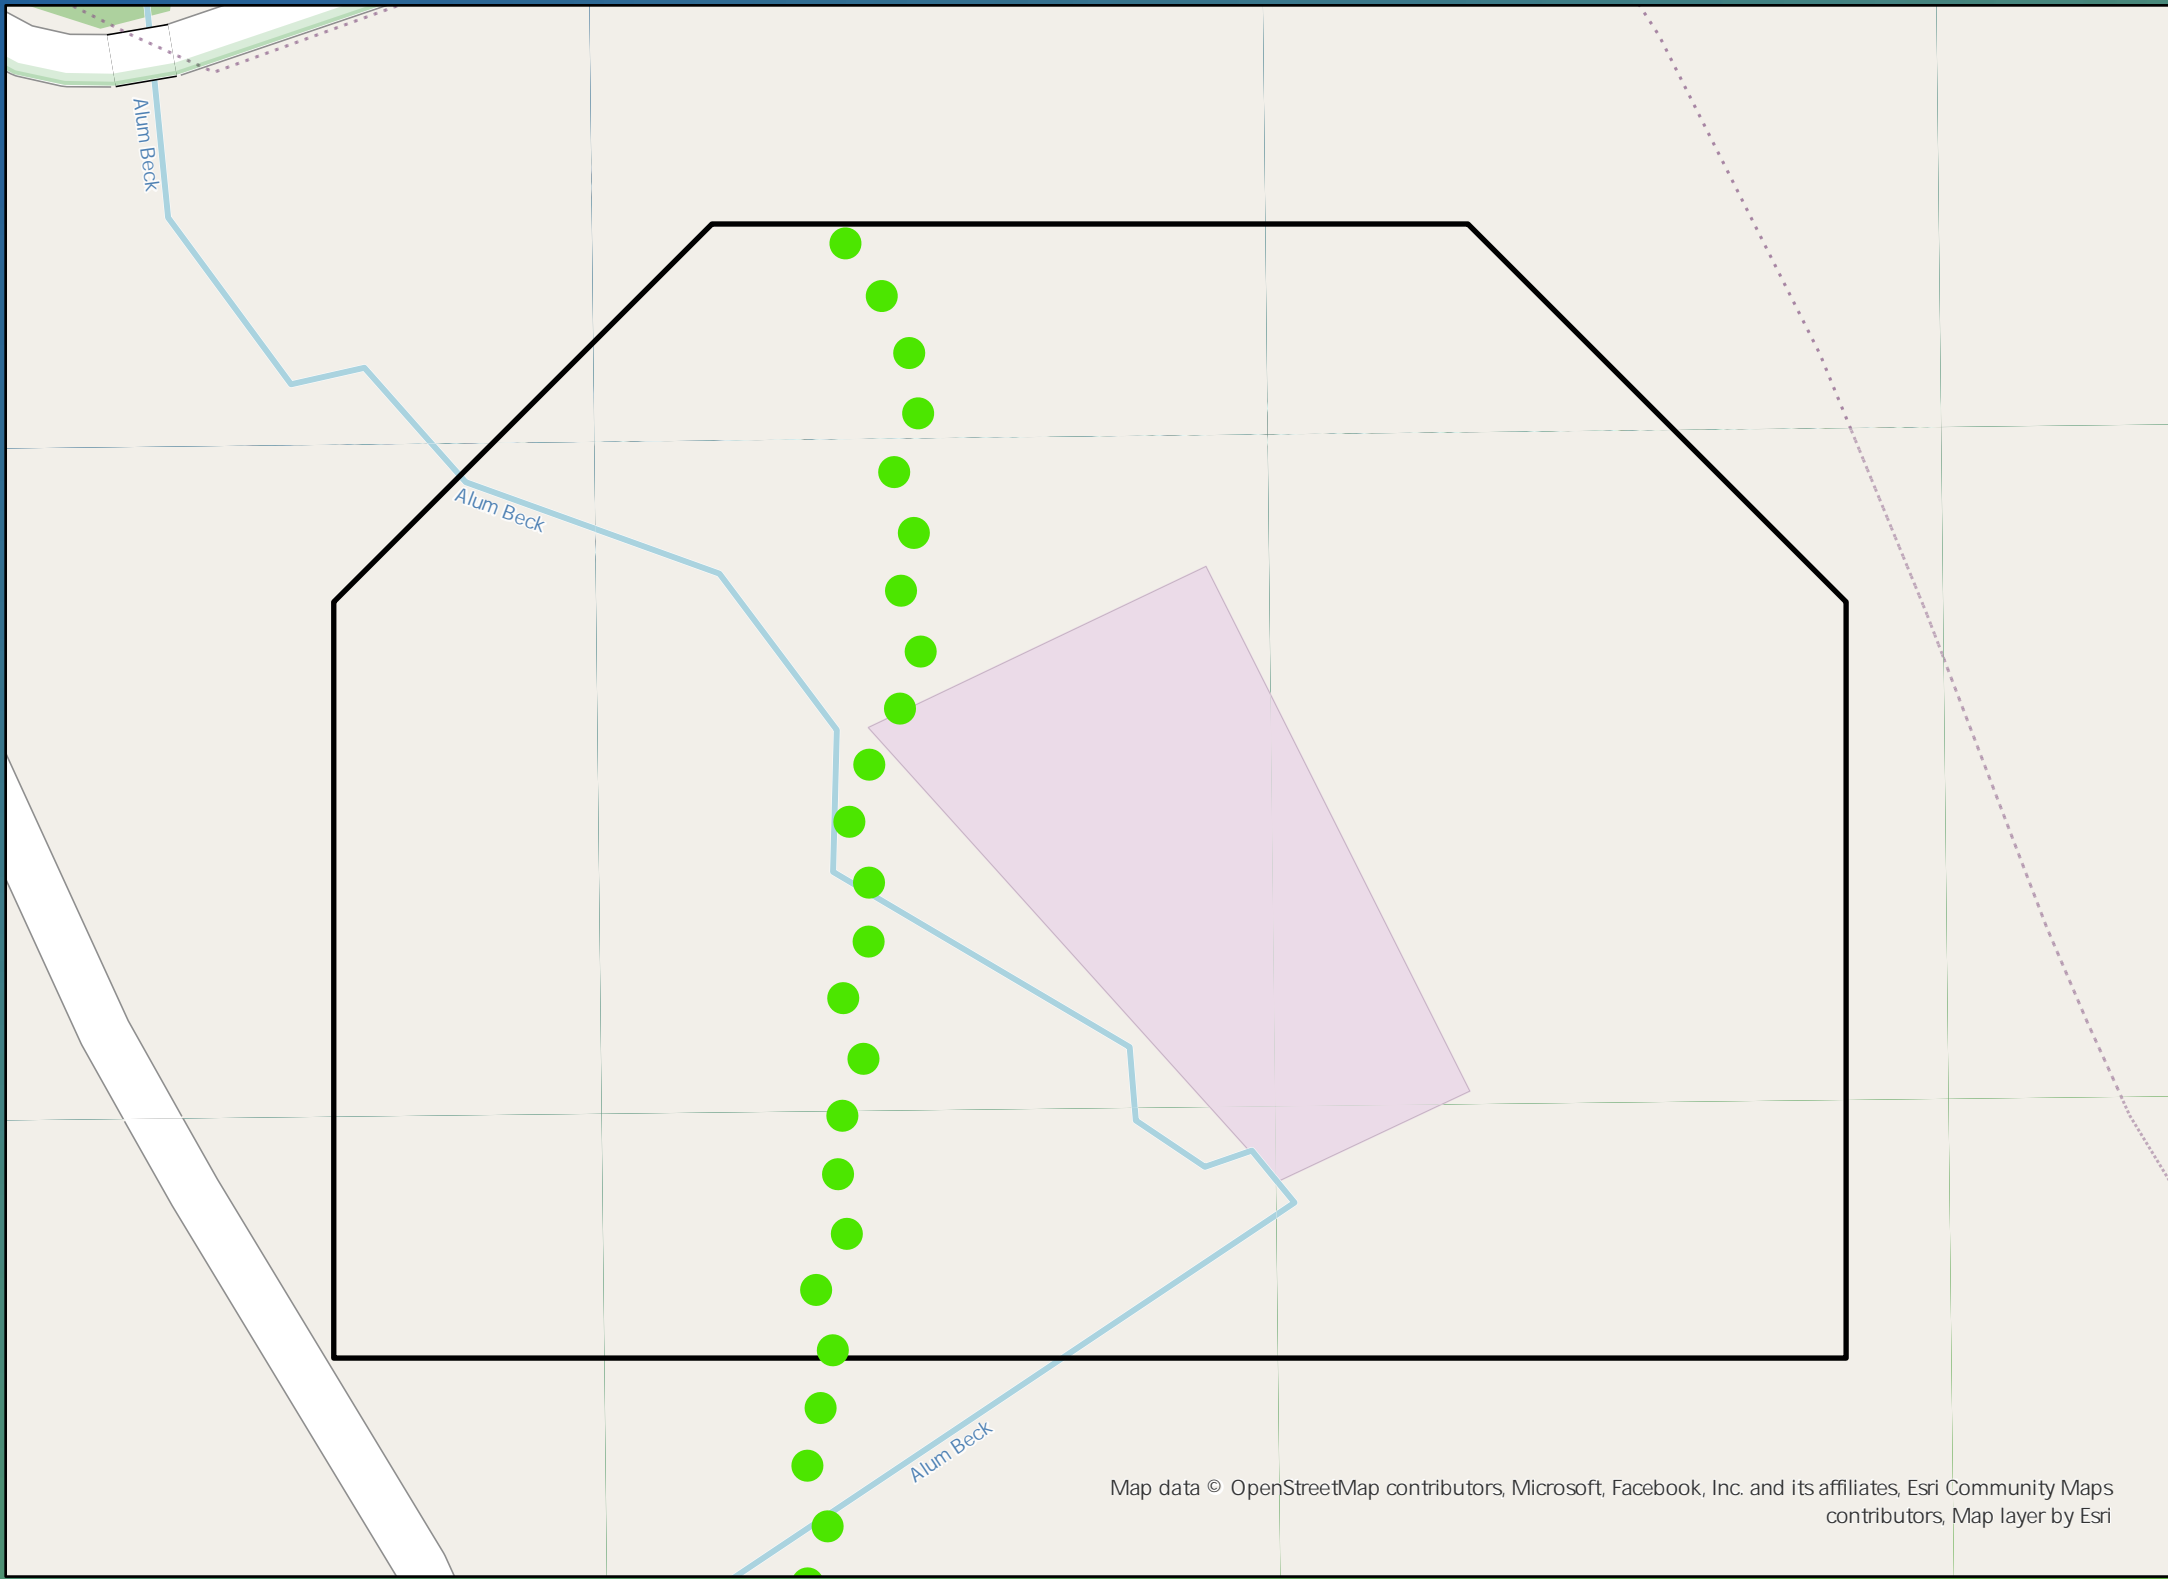 Alum Beck
Alum Beck
Alum Beck
Map data © OpenStreetMap contributors, Microsoft, Facebook, Inc. and its affiliates, Esri Community Maps
contributors, Map layer by Esri